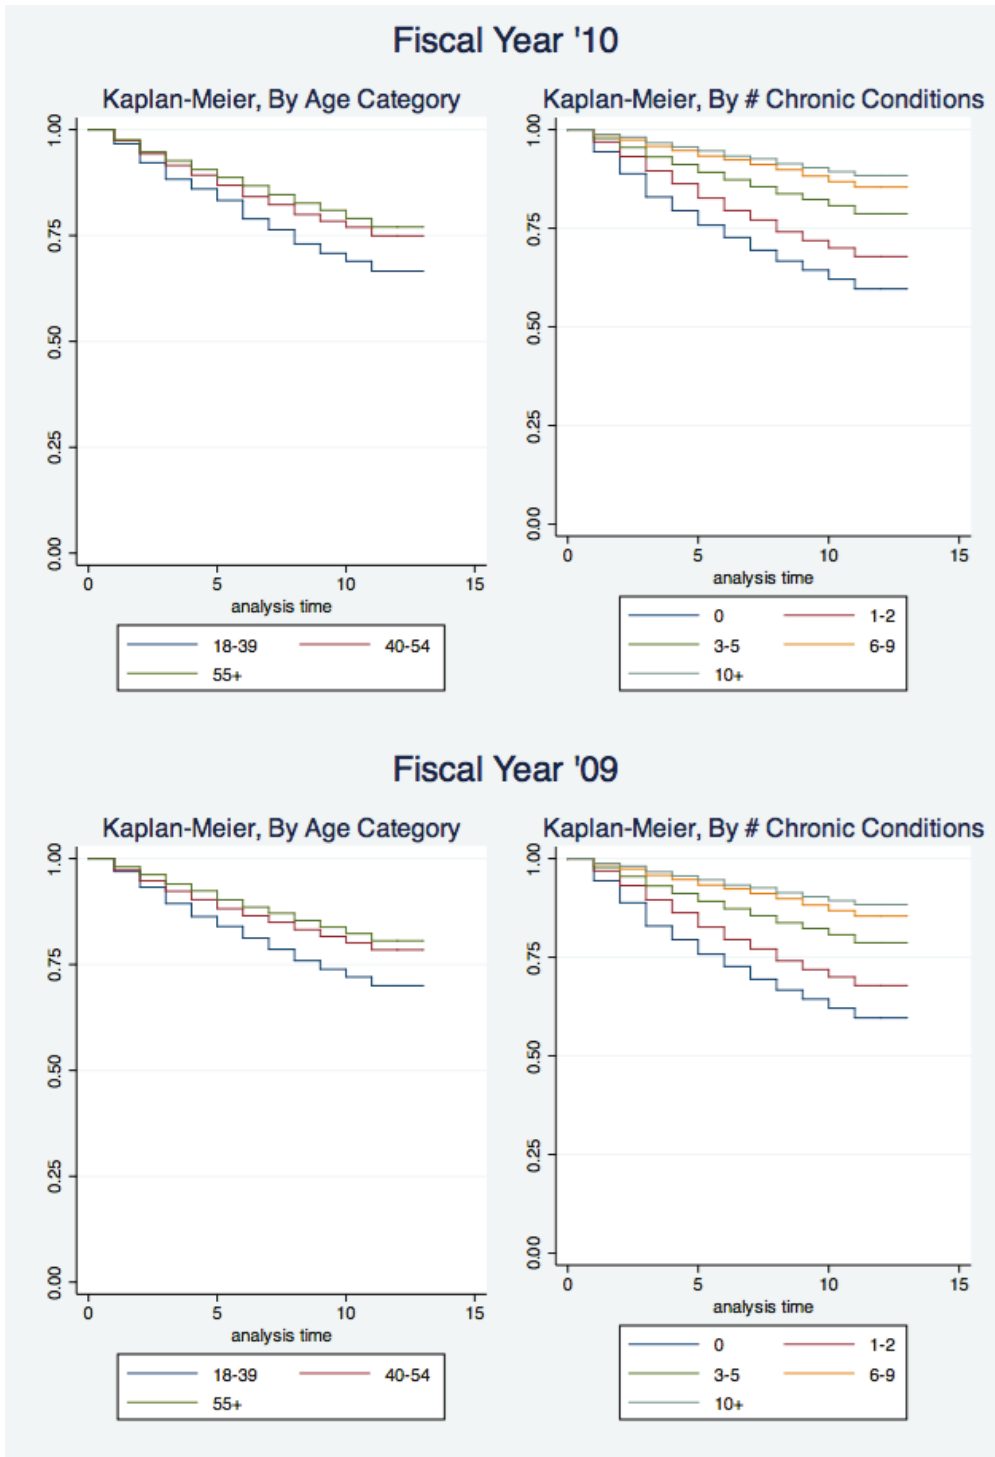 Fiscal Year '10
Kaplan-Meier, By Age Category
1.00
0.75
0.50
0.25
0.00
0 5 10 15
analysis time
18-39 40-54
55+
Kaplan-Meier, By # Chronic Conditions
1.00
0.75
0.50
0.25
0.00
0 5 10 15
analysis time
0 1-2
3-5 6-9
10+
Fiscal Year '09
Kaplan-Meier, By Age Category
1.00
0.75
0.50
0.25
0.00
0 5 10 15
analysis time
18-39 40-54
55+
Kaplan-Meier, By # Chronic Conditions
1.00
0.75
0.50
0.25
0.00
0 5 10 15
analysis time
0 1-2
3-5 6-9
10+